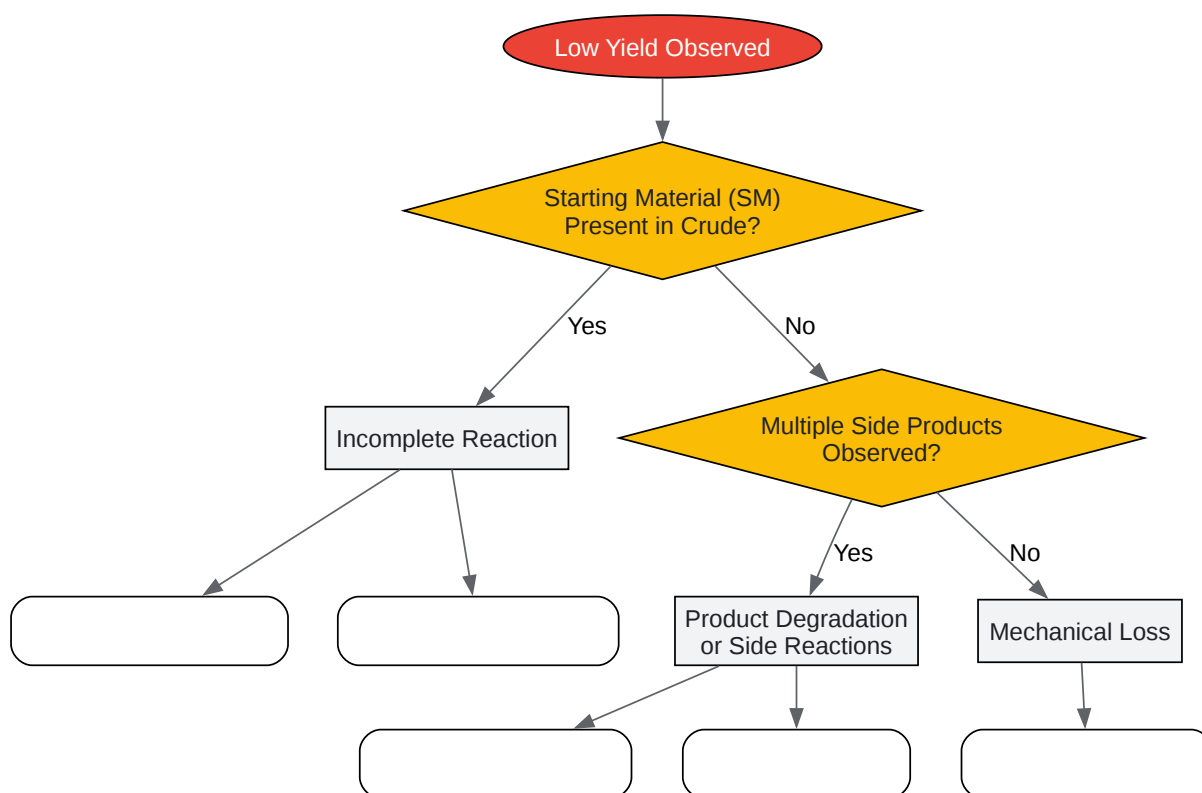 Low Yield Observed
Starting Material (SM)
Present in Crude?
Yes
No
Incomplete Reaction
Multiple Side Products
Observed?
Yes
No
Product Degradation
or Side Reactions
Mechanical Loss